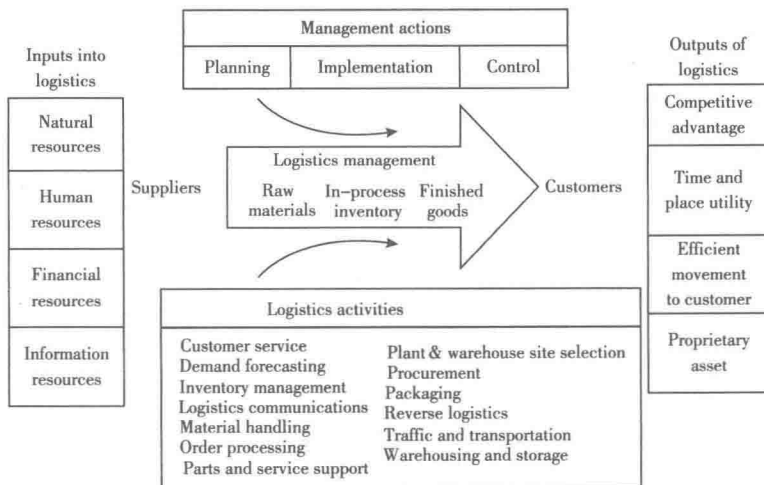 Management actions
Planning
Implementation
Control
Inputs into
logistics
Natural
resources
Human
resources
Financial
resources
Information
resources
Suppliers
Logistics management
Raw
materials
In-process
inventory
Finished
goods
Customers
Outputs of
logistics
Competitive
advantage
Time and
place utility
Efficient
movement
to customer
Proprietary
asset
Logistics activities
Customer service
Demand forecasting
Inventory management
Logistics communications
Material handling
Order processing
Parts and service support
Plant & warehouse site selection
Procurement
Packaging
Reverse logistics
Traffic and transportation
Warehousing and storage